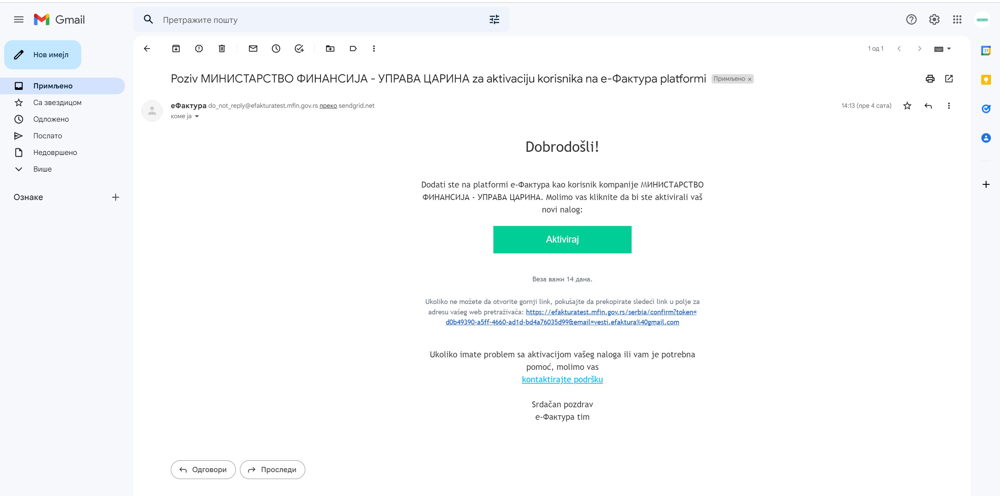 Gmail
Претражите пошту
Нов имејл
Примљено
Са звездицом
Одложено
Послато
Недовршено
Више
Ознаке
1 од 1
Poziv МИНИСТАРСТВО ФИНАНСИЈА - УПРАВА ЦАРИНА za aktivaciju korisnika na е-Фактура platformi Примљено x
еФактура do_not_reply@efakturatest.mfin.gov.rs преко sendgrid.net
14:13 (пре 4 сата)
коме ја
Dobrodošli!
Dodati ste na platformi е-Фактура kao korisnik kompanije МИНИСТАРСТВО
ФИНАНСИЈА - УПРАВА ЦАРИНА. Molimo vas kliknite da bi ste aktivirali vaš
novi nalog:
Aktiviraj
Веза важи 14 дана.
Ukoliko ne možete da otvorite gornji link, pokušajte da prekopirate sledeći link u polje za
adresu vašeg web pretraživača: https://efakturatest.mfin.gov.rs/serbia/confirm?token=
d0b49390-a5ff-4660-ad1d-bd4a76035d99&email=vesti.efaktura%40gmail.com
Ukoliko imate problem sa aktivacijom vašeg naloga ili vam je potrebna
pomoć, molimo vas
kontaktirajte podršku
Srdačan pozdrav
е-Фактура tim
Одговори
Проследи
31